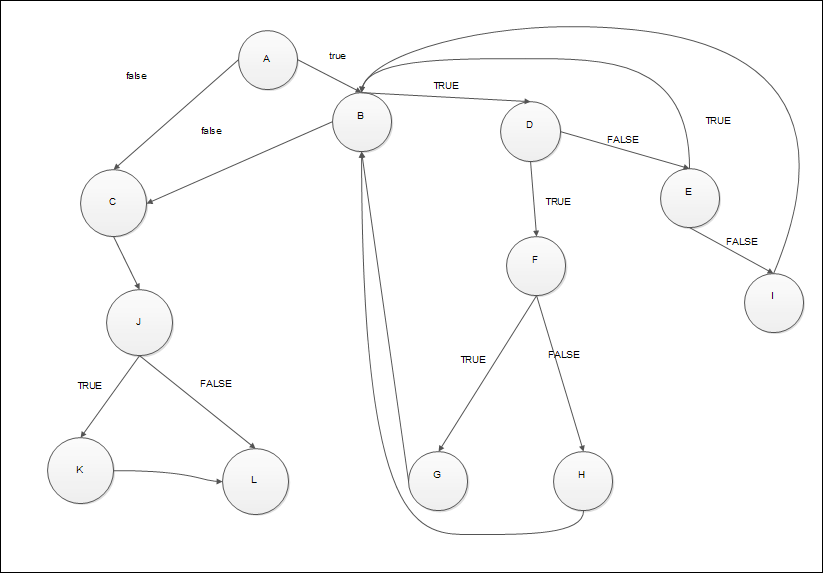 A
true
false
TRUE
B
D
TRUE
false
FALSE
E
C
TRUE
FALSE
F
I
J
TRUE
FALSE
TRUE
FALSE
K
L
G
H